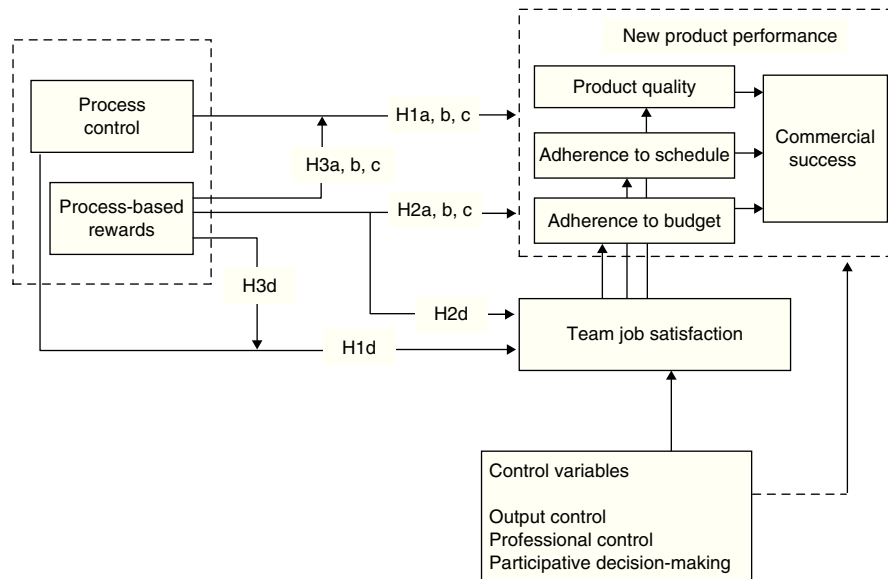 New product performance
Process
control
Product quality
H1a, b, c
Commercial
success
Adherence to schedule
H3a, b, c
Process-based
rewards
H2a, b, c
Adherence to budget
H3d
H2d
Team job satisfaction
H1d
Control variables
Output control
Professional control
Participative decision-making